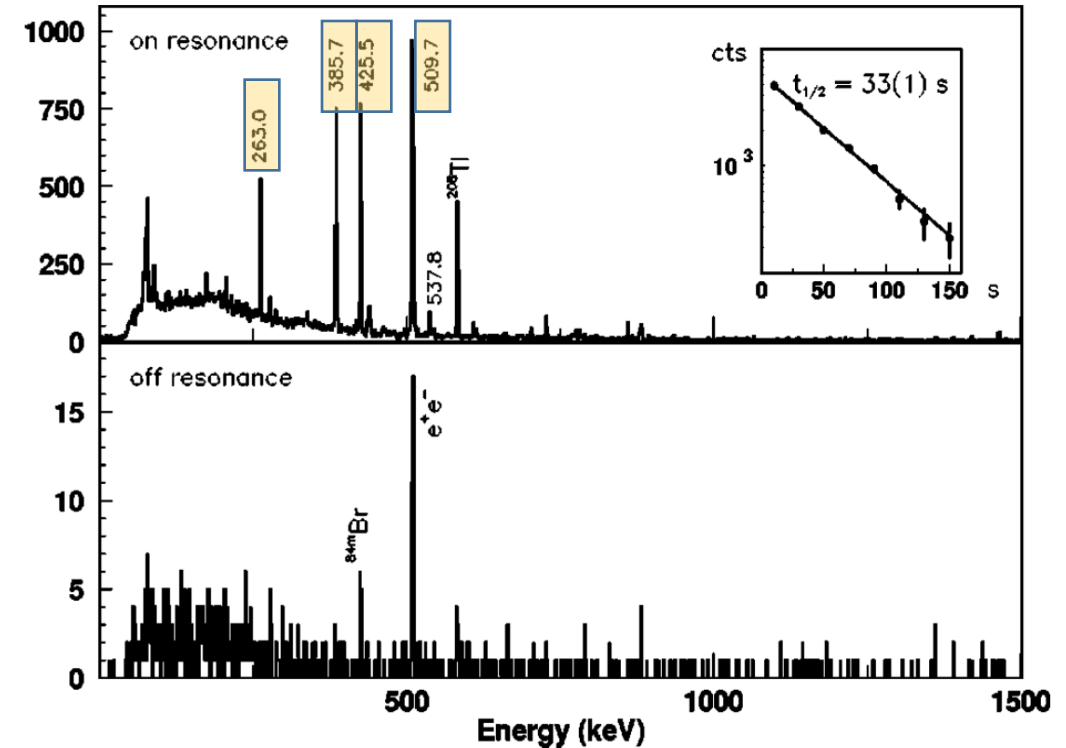 1000
750
500
250
0
on resonance
263.0
385.7
425.5
509.7
537.8
²⁰⁸Tl
cts
t₁/₂ = 33(1) s
10³
0 50 100 150 s
off resonance
15
10
5
0
⁸⁴ᵐBr
e⁺e⁻
500 1000 1500
Energy (keV)